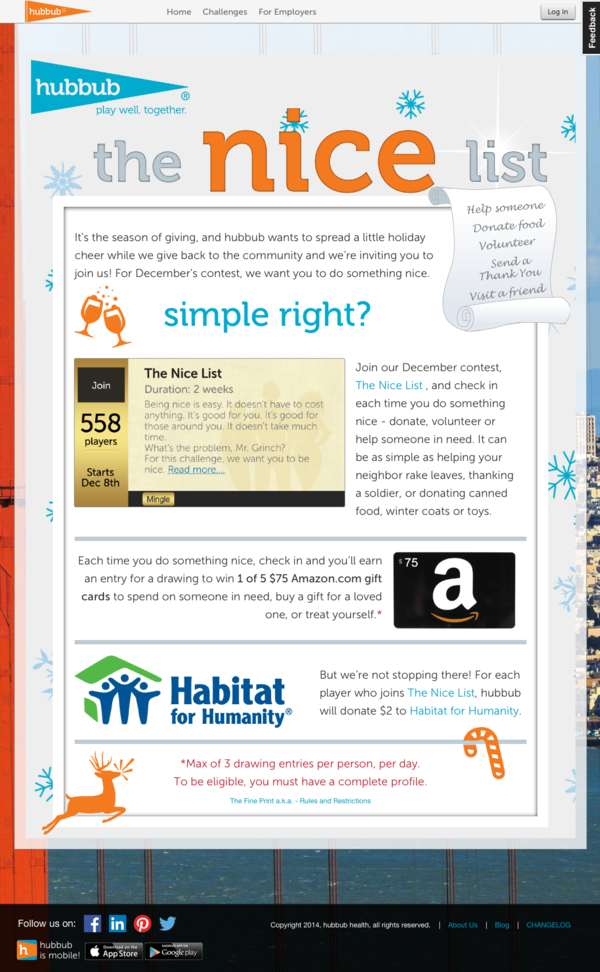 hubbub®
Home Challenges For Employers
Log In
Feedback
hubbub®
play well. together.
the nice list
Help someone
Donate food
Volunteer
Send a
Thank You
Visit a friend
It's the season of giving, and hubbub wants to spread a little holiday
cheer while we give back to the community and we're inviting you to
join us! For December's contest, we want you to do something nice.
simple right?
Join
558
players
Starts
Dec 8th
The Nice List
Duration: 2 weeks
Being nice is easy. It doesn't have to cost
anything. It's good for you. It's good for
those around you. It doesn't take much
time.
What's the problem, Mr. Grinch?
For this challenge, we want you to be
nice. Read more....
Mingle
Join our December contest,
The Nice List , and check in
each time you do something
nice - donate, volunteer or
help someone in need. It can
be as simple as helping your
neighbor rake leaves, thanking
a soldier, or donating canned
food, winter coats or toys.
Each time you do something nice, check in and you'll earn
an entry for a drawing to win 1 of 5 $75 Amazon.com gift
cards to spend on someone in need, buy a gift for a loved
one, or treat yourself.*
$75
a
Habitat
for Humanity®
But we're not stopping there! For each
player who joins The Nice List, hubbub
will donate $2 to Habitat for Humanity.
*Max of 3 drawing entries per person, per day.
To be eligible, you must have a complete profile.
The Fine Print a.k.a. - Rules and Restrictions
Follow us on:
Copyright 2014, hubbub health, all rights reserved. | About Us | Blog | CHANGELOG
hubbub
is mobile!
Download on the
App Store
ANDROID APP ON
Google play